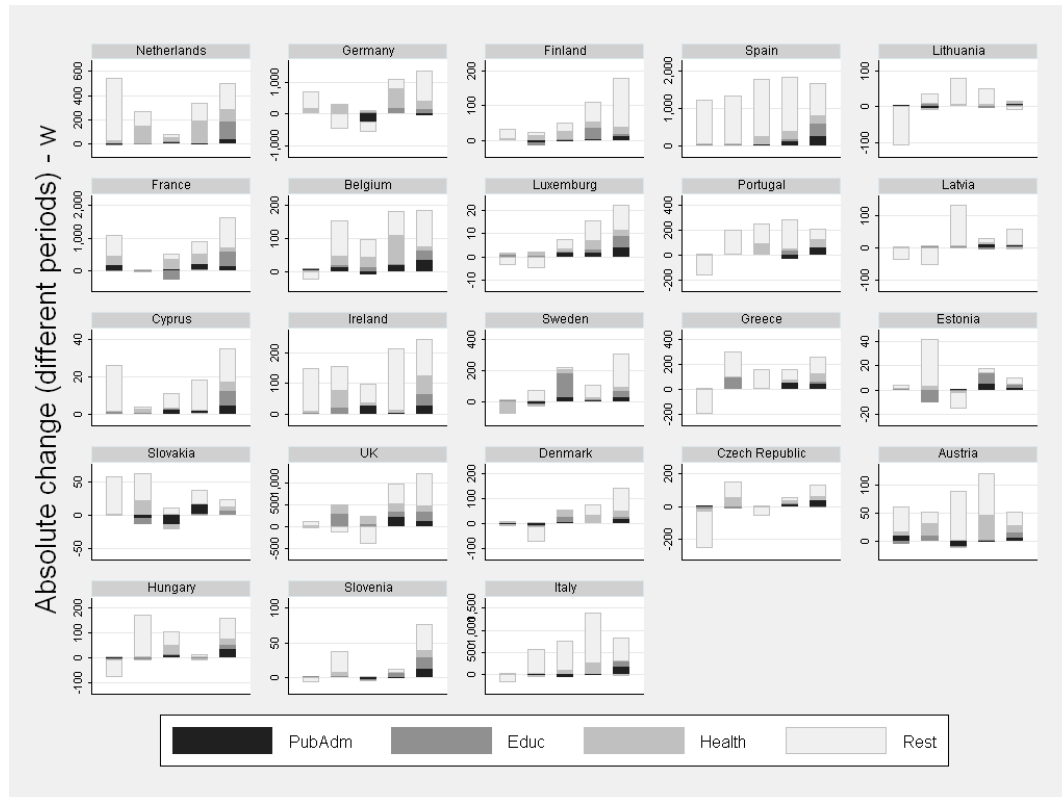 Absolute change (different periods) - w
Netherlands Germany Finland Spain Lithuania
0 200 400 600
-1,000 0 1,000
0 100 200
0 1,000 2,000
-100 0 100
France Belgium Luxemburg Portugal Latvia
0 1,000 2,000
0 100 200
-10 0 10 20
-200 0 200 400
-100 0 100
Cyprus Ireland Sweden Greece Estonia
0 20 40
0 100 200
0 200 400
-200 0 200 400
-20 0 20 40
Slovakia UK Denmark Czech Republic Austria
-50 0 50
-500 0 500 1,000
-100 0 100 200
-200 0 200
0 50 100
Hungary Slovenia Italy
-100 0 100 200
0 50 100
0 500 1,000 1,500
PubAdm Educ Health Rest